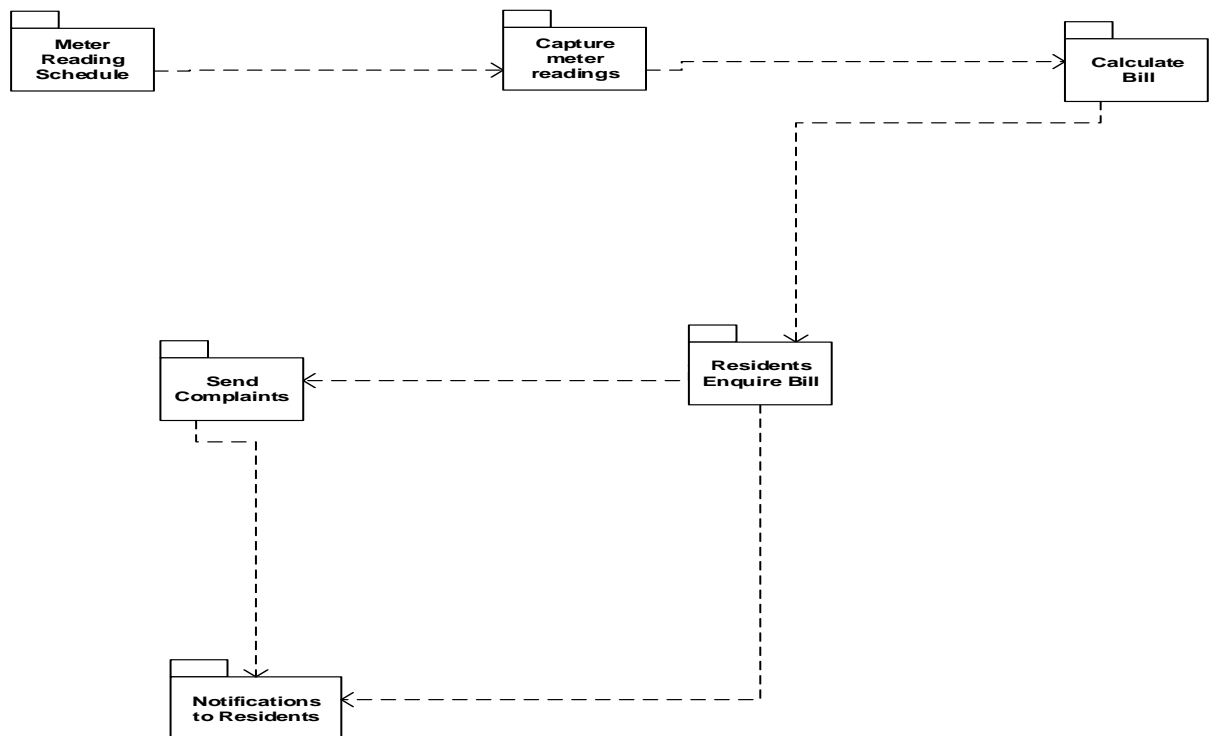 Meter
Reading
Schedule
Capture
meter
readings
Calculate
Bill
Send
Complaints
Residents
Enquire Bill
Notifications
to Residents